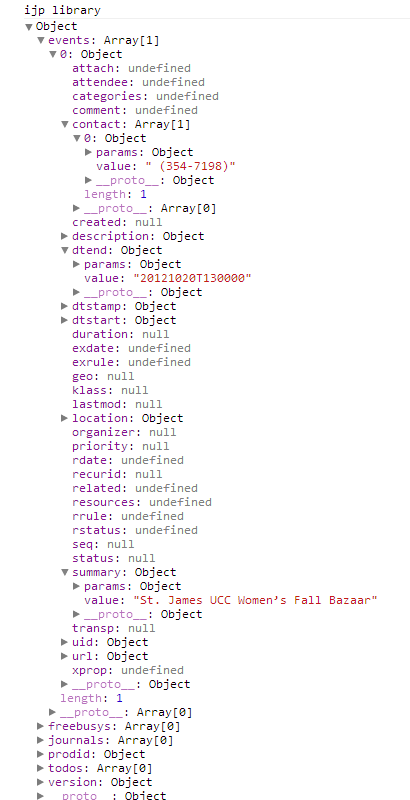 ijp library
▼Object
▼events: Array[1]
▼0: Object
attach: undefined
attendee: undefined
categories: undefined
comment: undefined
▼contact: Array[1]
▼0: Object
▶params: Object
value: " (354-7198)"
▶__proto__: Object
length: 1
▶__proto__: Array[0]
created: null
▶description: Object
▼dtend: Object
▶params: Object
value: "20121020T130000"
▶__proto__: Object
▶dtstamp: Object
▶dtstart: Object
duration: null
exdate: undefined
exrule: undefined
geo: null
klass: null
lastmod: null
▶location: Object
organizer: null
priority: null
rdate: undefined
recurid: null
related: undefined
resources: undefined
rrule: undefined
rstatus: undefined
seq: null
status: null
▼summary: Object
▶params: Object
value: "St. James UCC Women’s Fall Bazaar"
▶__proto__: Object
transp: null
▶uid: Object
▶url: Object
xprop: undefined
▶__proto__: Object
length: 1
▶__proto__: Array[0]
▶freebusys: Array[0]
▶journals: Array[0]
▶prodid: Object
▶todos: Array[0]
▶version: Object
▶__proto__: Object